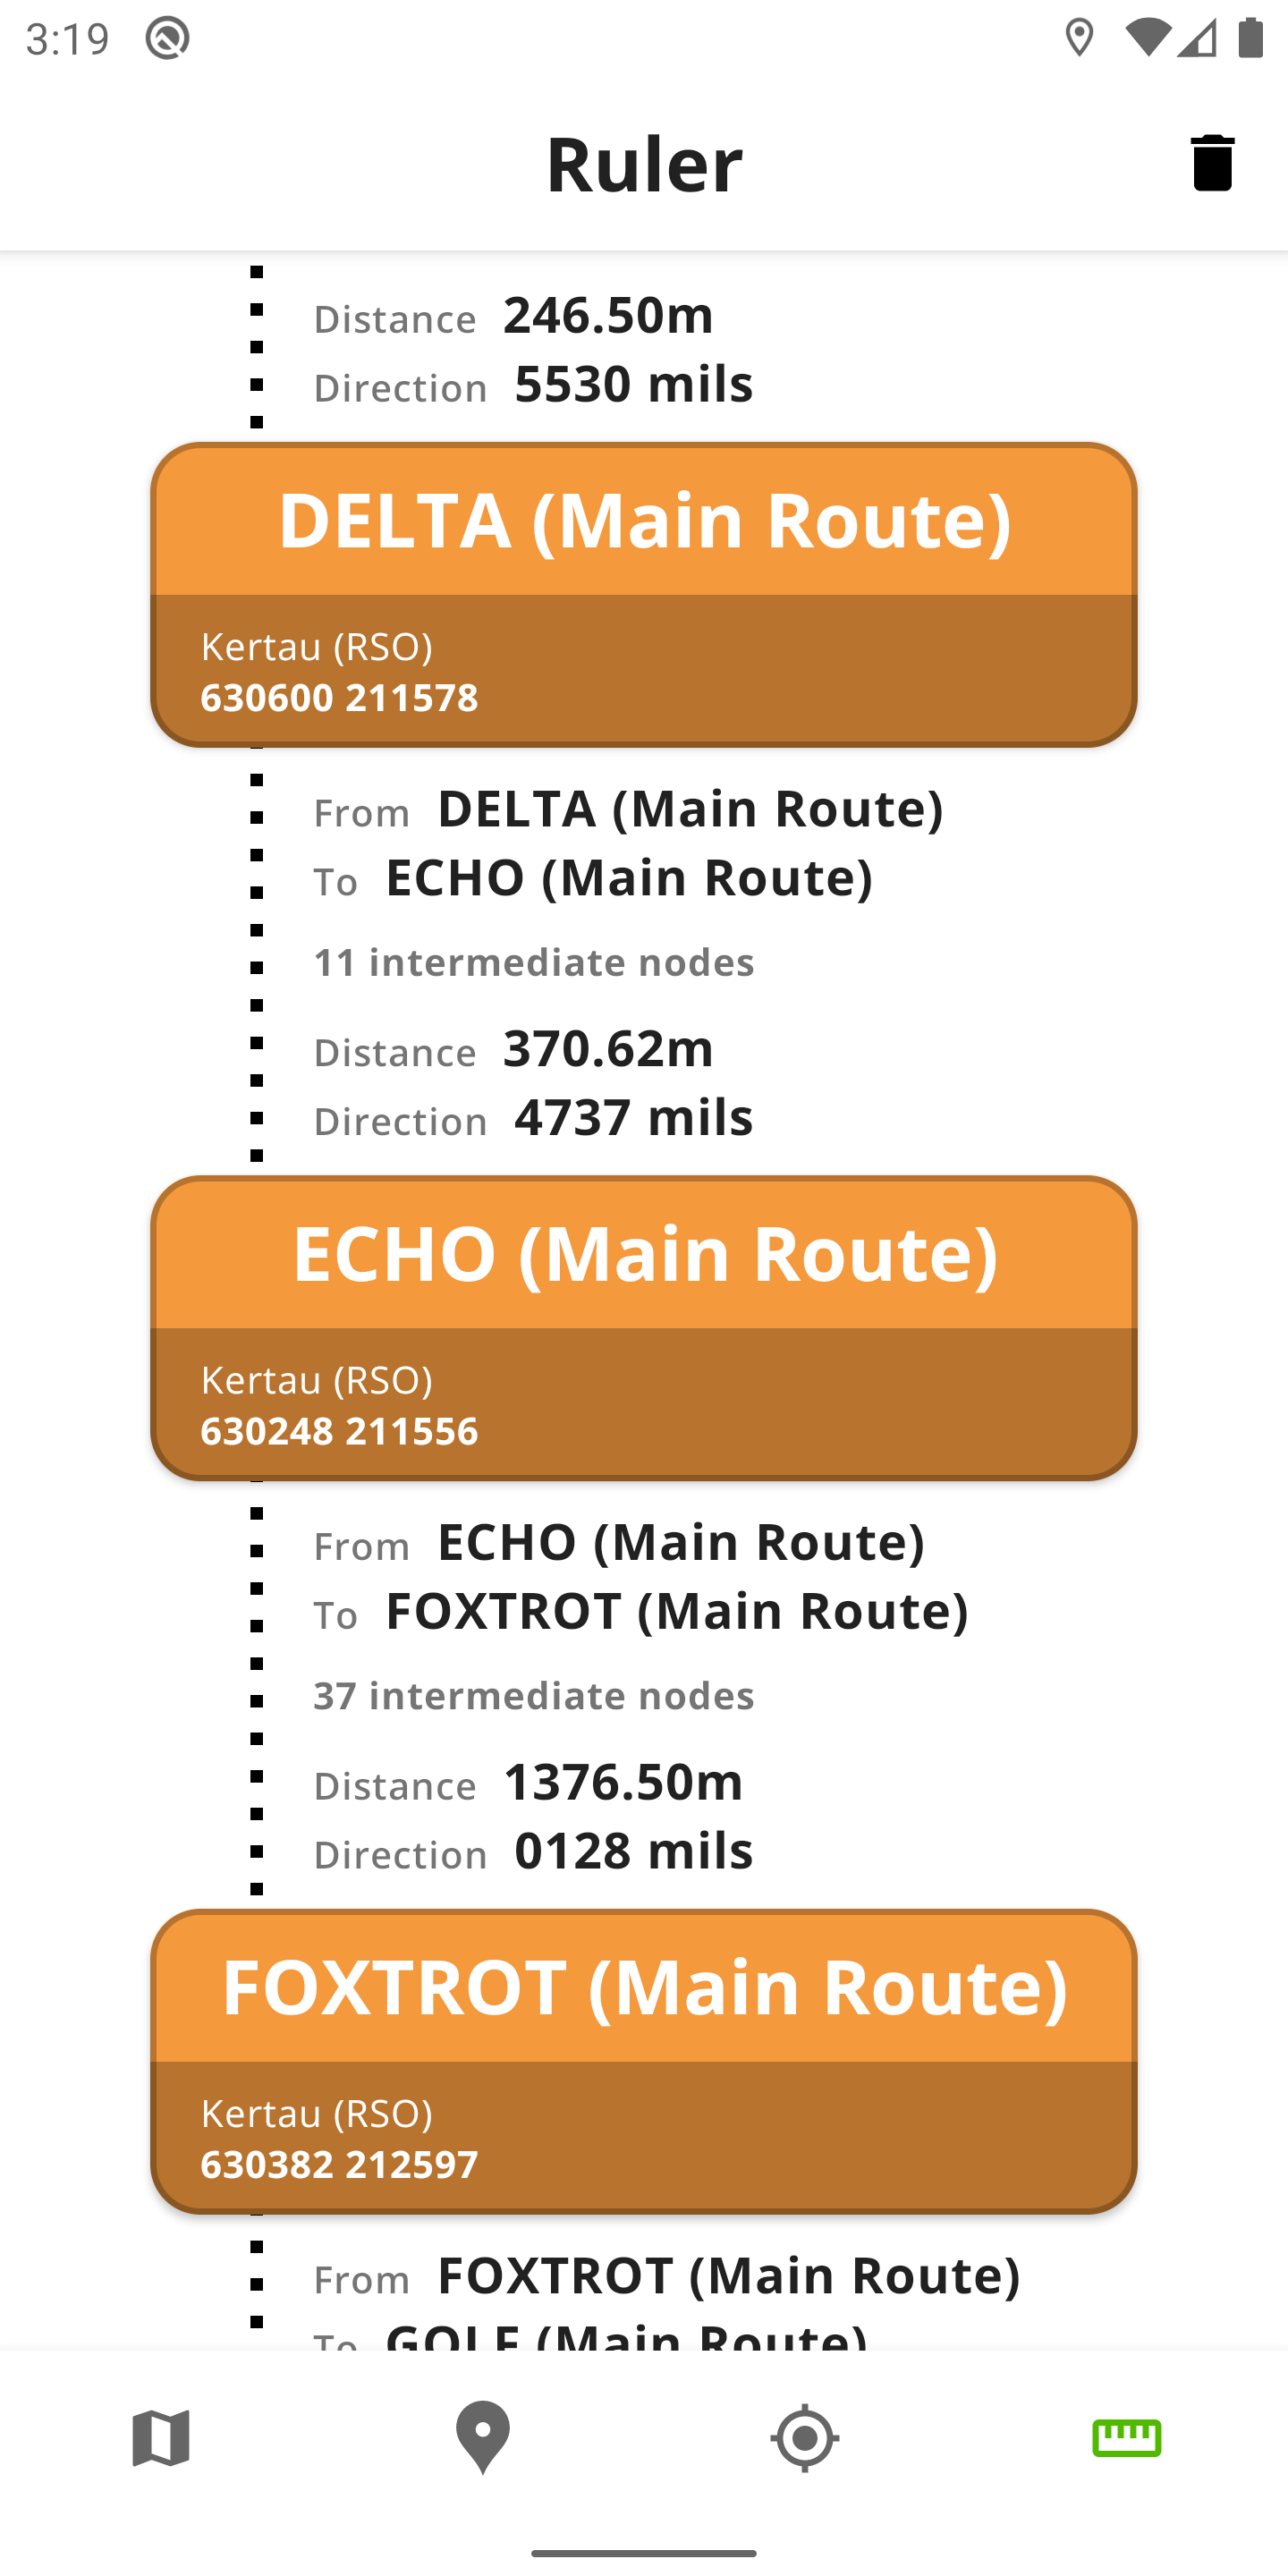 3:19
Ruler
Distance 246.50m
Direction 5530 mils
DELTA (Main Route)
Kertau (RSO)
630600 211578
From DELTA (Main Route)
To ECHO (Main Route)
11 intermediate nodes
Distance 370.62m
Direction 4737 mils
ECHO (Main Route)
Kertau (RSO)
630248 211556
From ECHO (Main Route)
To FOXTROT (Main Route)
37 intermediate nodes
Distance 1376.50m
Direction 0128 mils
FOXTROT (Main Route)
Kertau (RSO)
630382 212597
From FOXTROT (Main Route)
To GOLF (Main Route)